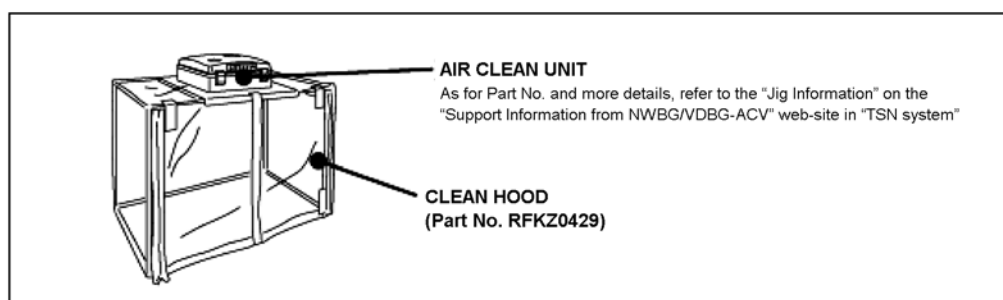 AIR CLEAN UNIT
As for Part No. and more details, refer to the “Jig Information” on the
“Support Information from NWBG/VDBG-ACV” web-site in “TSN system”
CLEAN HOOD
(Part No. RFKZ0429)